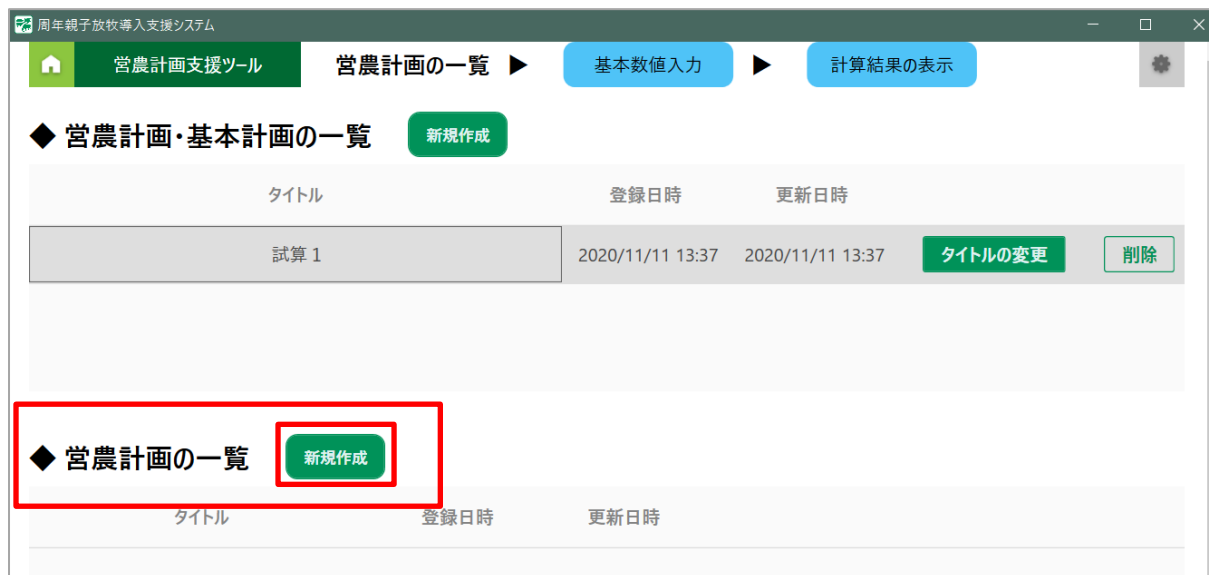 周年親子放牧導入支援システム
営農計画支援ツール 営農計画の一覧 ▶ 基本数値入力 ▶ 計算結果の表示
◆ 営農計画・基本計画の一覧 新規作成
タイトル 登録日時 更新日時
試算 1 2020/11/11 13:37 2020/11/11 13:37 タイトルの変更 削除
◆ 営農計画の一覧 新規作成
タイトル 登録日時 更新日時